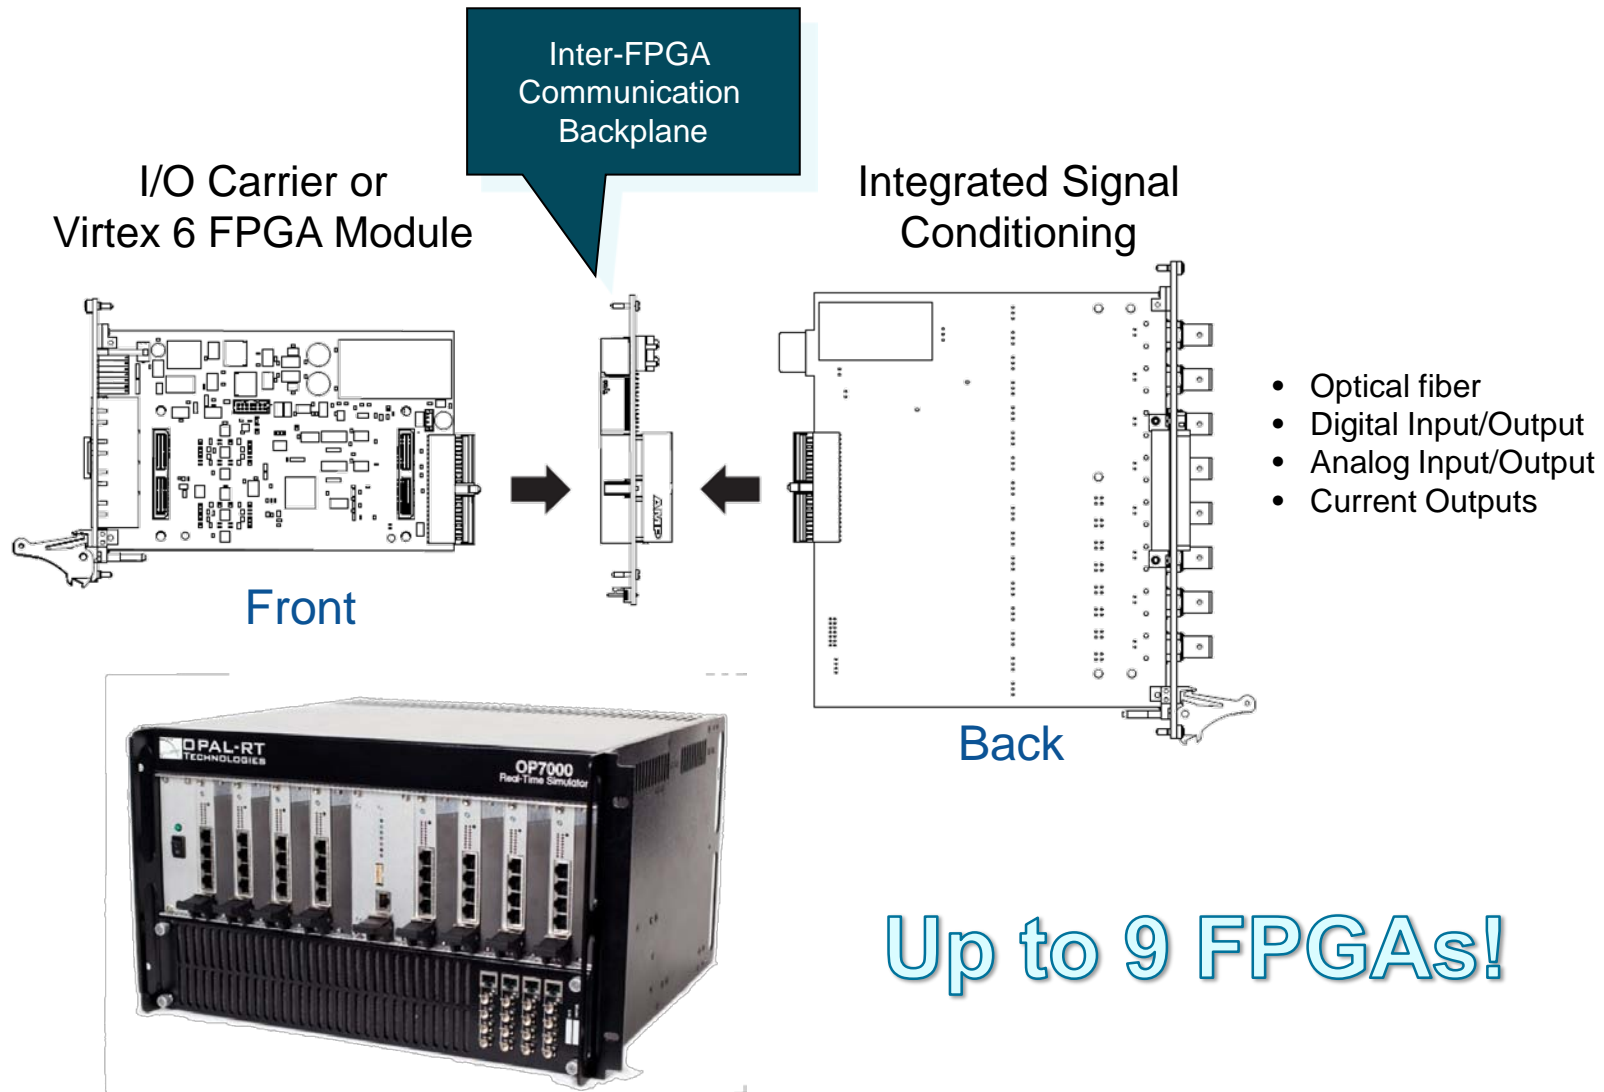 Inter-FPGA
Communication
Backplane
I/O Carrier or
Virtex 6 FPGA Module
Integrated Signal
Conditioning
AMP
• Optical fiber
• Digital Input/Output
• Analog Input/Output
• Current Outputs
Front
Back
OPAL-RT
TECHNOLOGIES
OP7000
Real-Time Simulator
Up to 9 FPGAs!